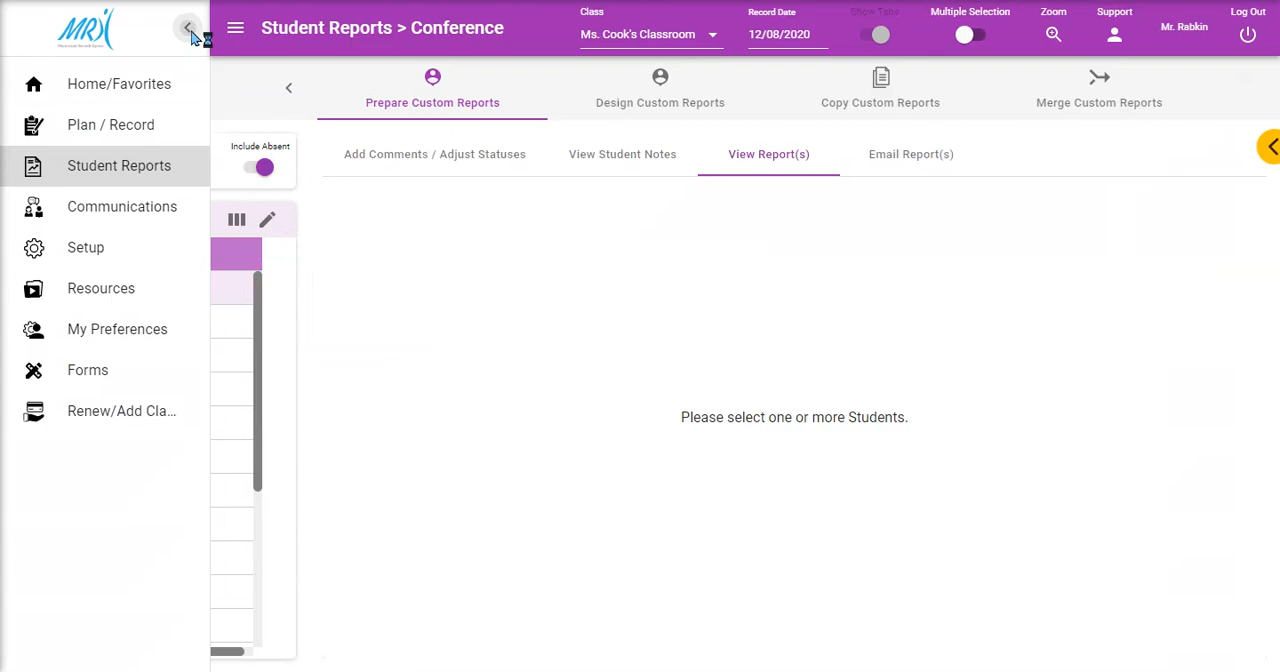 MRX
Student Reports > Conference
Class
Ms. Cook's Classroom
Record Date
12/08/2020
Show Tabs
Multiple Selection
Zoom
Support
Mr. Rabkin
Log Out
Home/Favorites
Plan / Record
Student Reports
Communications
Setup
Resources
My Preferences
Forms
Renew/Add Cla...
Prepare Custom Reports
Design Custom Reports
Copy Custom Reports
Merge Custom Reports
Include Absent
Add Comments / Adjust Statuses
View Student Notes
View Report(s)
Email Report(s)
Please select one or more Students.